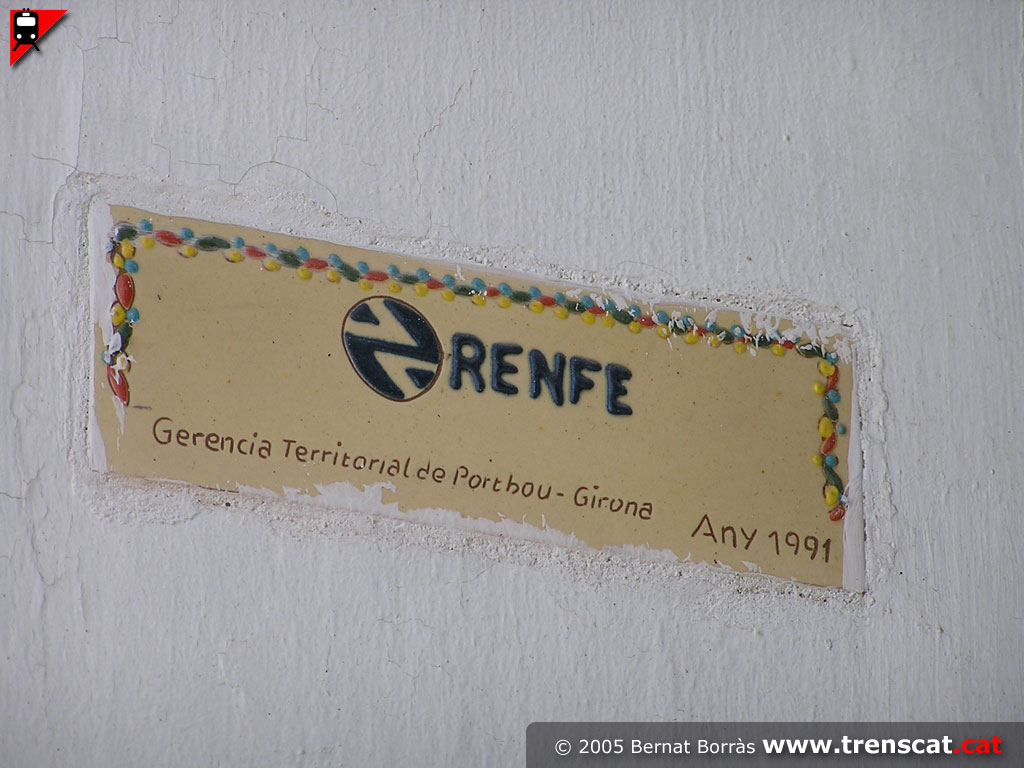 RENFE
Gerencia Territorial de Portbou - Girona
Any 1991
© 2005 Bernat Borràs www.trenscat.cat